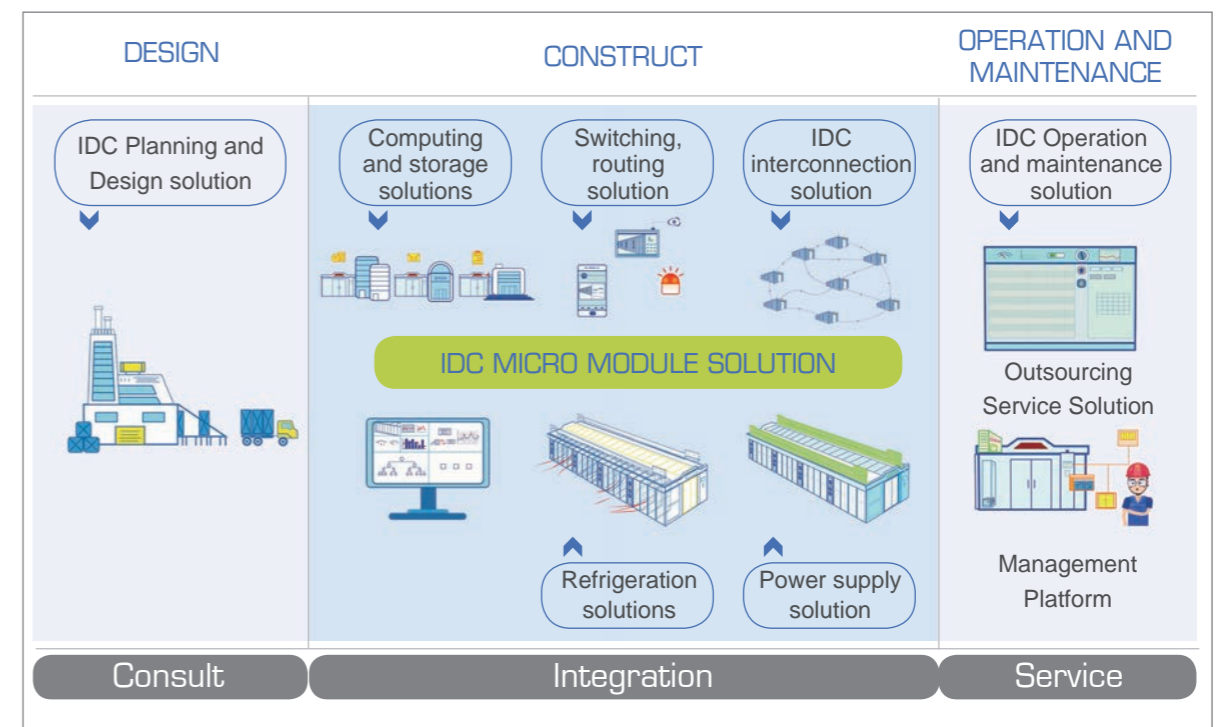 DESIGN
CONSTRUCT
OPERATION AND
MAINTENANCE
IDC Planning and
Design solution
Computing
and storage
solutions
Switching,
routing
solution
IDC
interconnection
solution
IDC Operation
and maintenance
solution
IDC MICRO MODULE SOLUTION
Outsourcing
Service Solution
Refrigeration
solutions
Power supply
solution
Management
Platform
Consult
Integration
Service